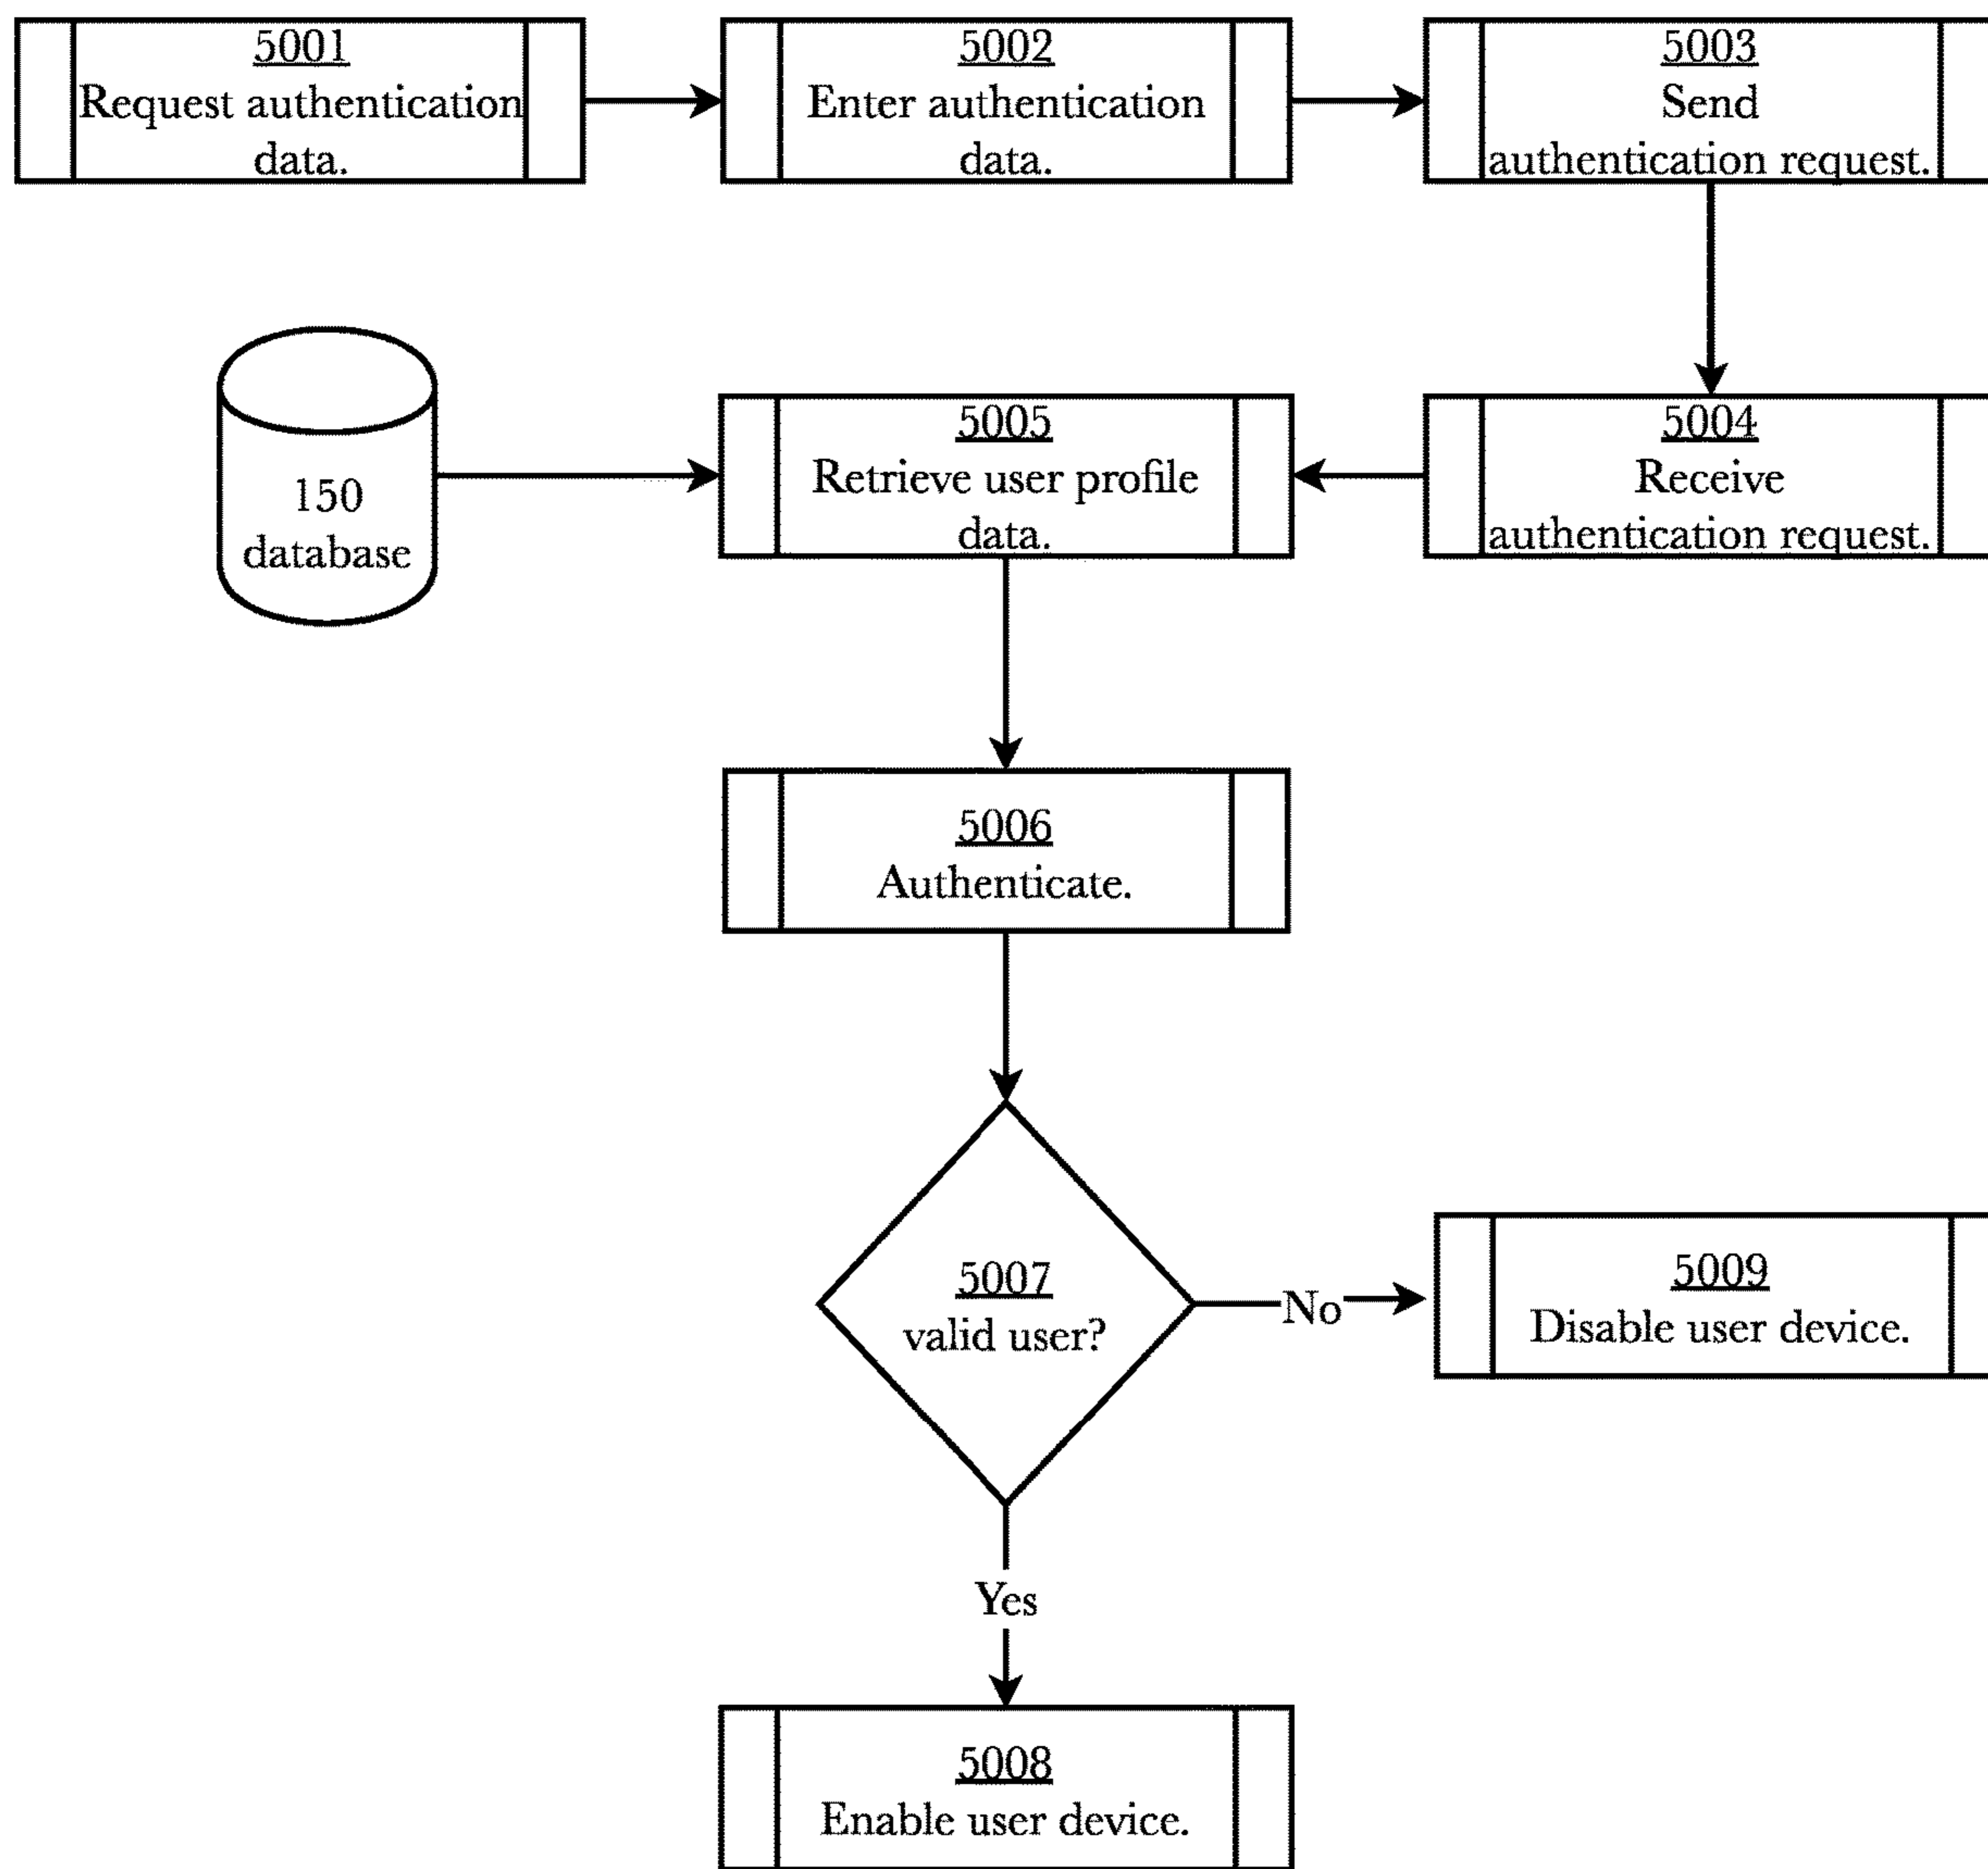 5001
Request authentication
data.
5002
Enter authentication
data.
5003
Send
authentication request.
150
database
5005
Retrieve user profile
data.
5004
Receive
authentication request.
5006
Authenticate.
5007
valid user?
No
5009
Disable user device.
Yes
5008
Enable user device.